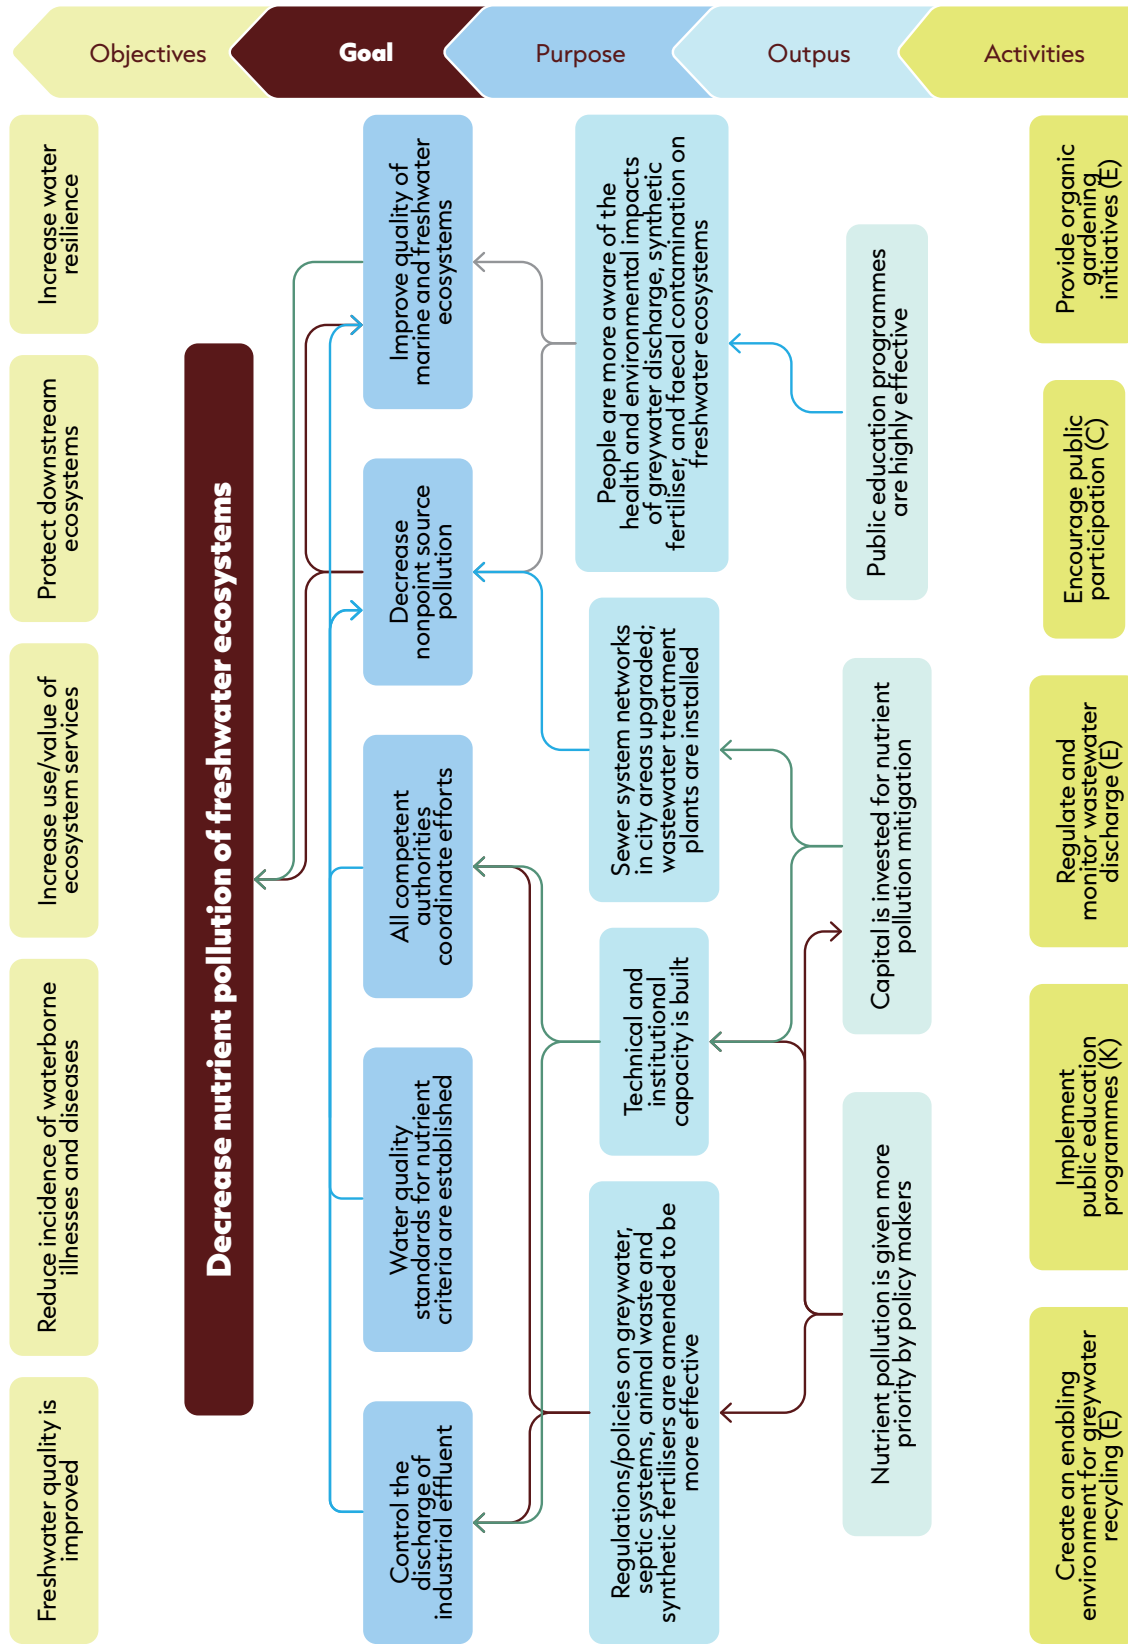 Objectives
Freshwater quality is
improved
Reduce incidence of waterborne
illnesses and diseases
Increase use/value of
ecosystem services
Protect downstream
ecosystems
Increase water
resilience
Goal
Decrease nutrient pollution of freshwater ecosystems
Purpose
Control the
discharge of
industrial effluent
Water quality
standards for nutrient
criteria are established
All competent
authorities
coordinate efforts
Decrease
nonpoint source
pollution
Improve quality of
marine and freshwater
ecosystems
Outpus
Regulations/policies on greywater,
septic systems, animal waste and
synthetic fertilisers are amended to be
more effective
Technical and
institutional
capacity is built
Sewer system networks
in city areas upgraded;
wastewater treatment
plants are installed
People are more aware of the
health and environmental impacts
of greywater discharge, synthetic
fertiliser, and faecal contamination on
freshwater ecosystems
Nutrient pollution is given more
priority by policy makers
Capital is invested for nutrient
pollution mitigation
Public education programmes
are highly effective
Activities
Create an enabling
environment for greywater
recycling (E)
Implement
public education
programmes (K)
Regulate and
monitor wastewater
discharge (E)
Encourage public
participation (C)
Provide organic
gardening
initiatives (E)